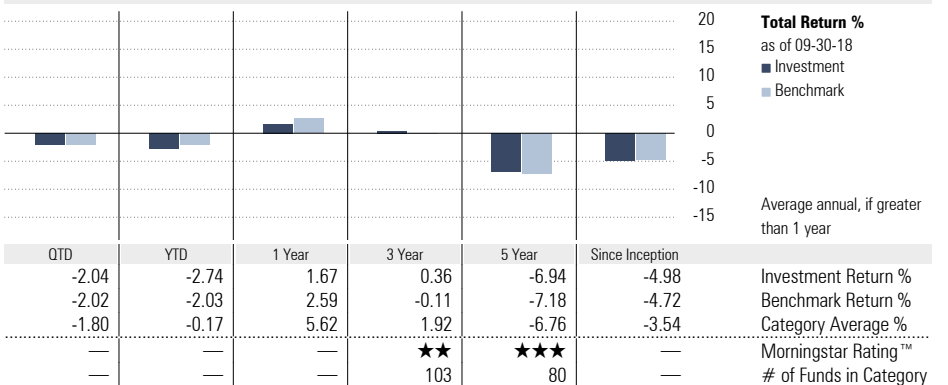 20
15
10
5
0
-5
-10
-15
Total Return %
as of 09-30-18
Investment
Benchmark
Average annual, if greater
than 1 year
QTD YTD 1 Year 3 Year 5 Year Since Inception
-2.04 -2.74 1.67 0.36 -6.94 -4.98 Investment Return %
-2.02 -2.03 2.59 -0.11 -7.18 -4.72 Benchmark Return %
-1.80 -0.17 5.62 1.92 -6.76 -3.54 Category Average %
— — — ★★ ★★★ — Morningstar Rating™
— — — 103 80 — # of Funds in Category